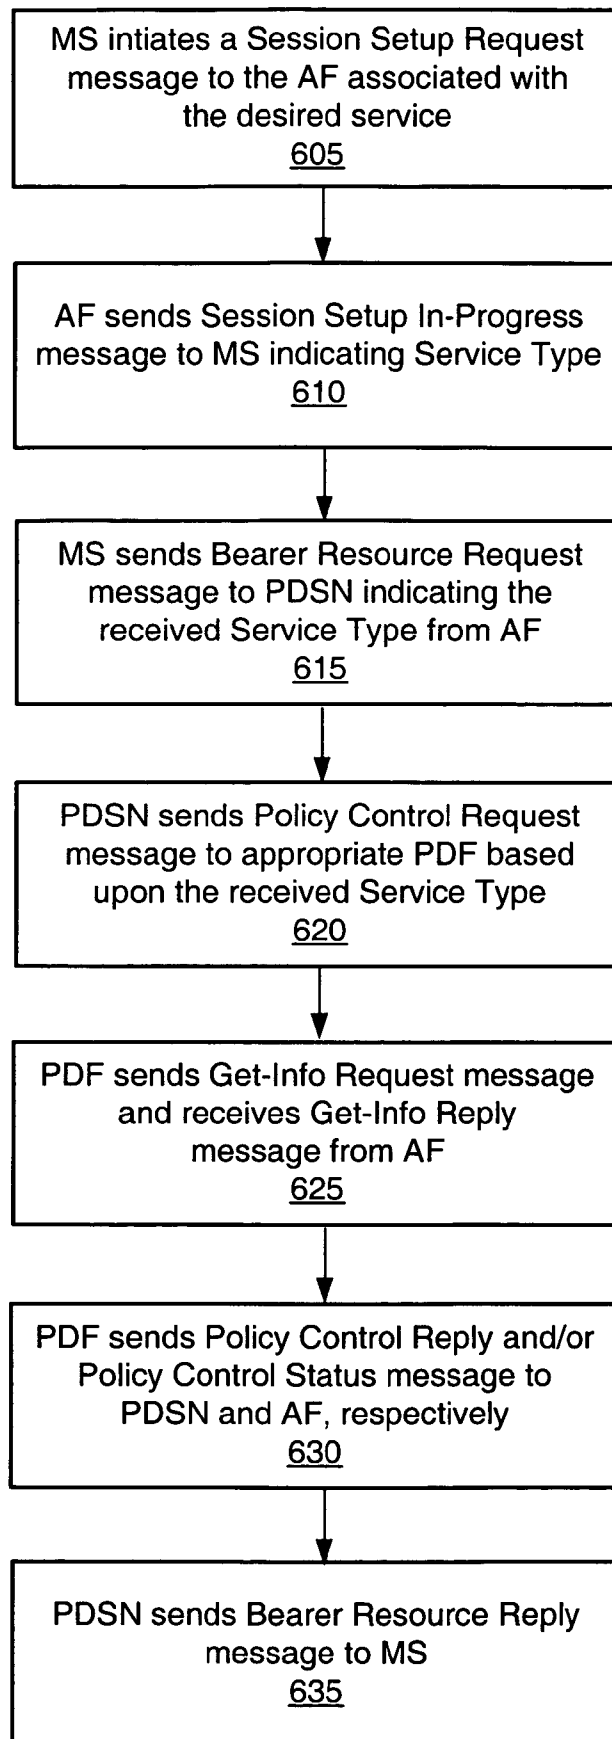 MS intiates a Session Setup Request
message to the AF associated with
the desired service
605
AF sends Session Setup In-Progress
message to MS indicating Service Type
610
MS sends Bearer Resource Request
message to PDSN indicating the
received Service Type from AF
615
PDSN sends Policy Control Request
message to appropriate PDF based
upon the received Service Type
620
PDF sends Get-Info Request message
and receives Get-Info Reply
message from AF
625
PDF sends Policy Control Reply and/or
Policy Control Status message to
PDSN and AF, respectively
630
PDSN sends Bearer Resource Reply
message to MS
635